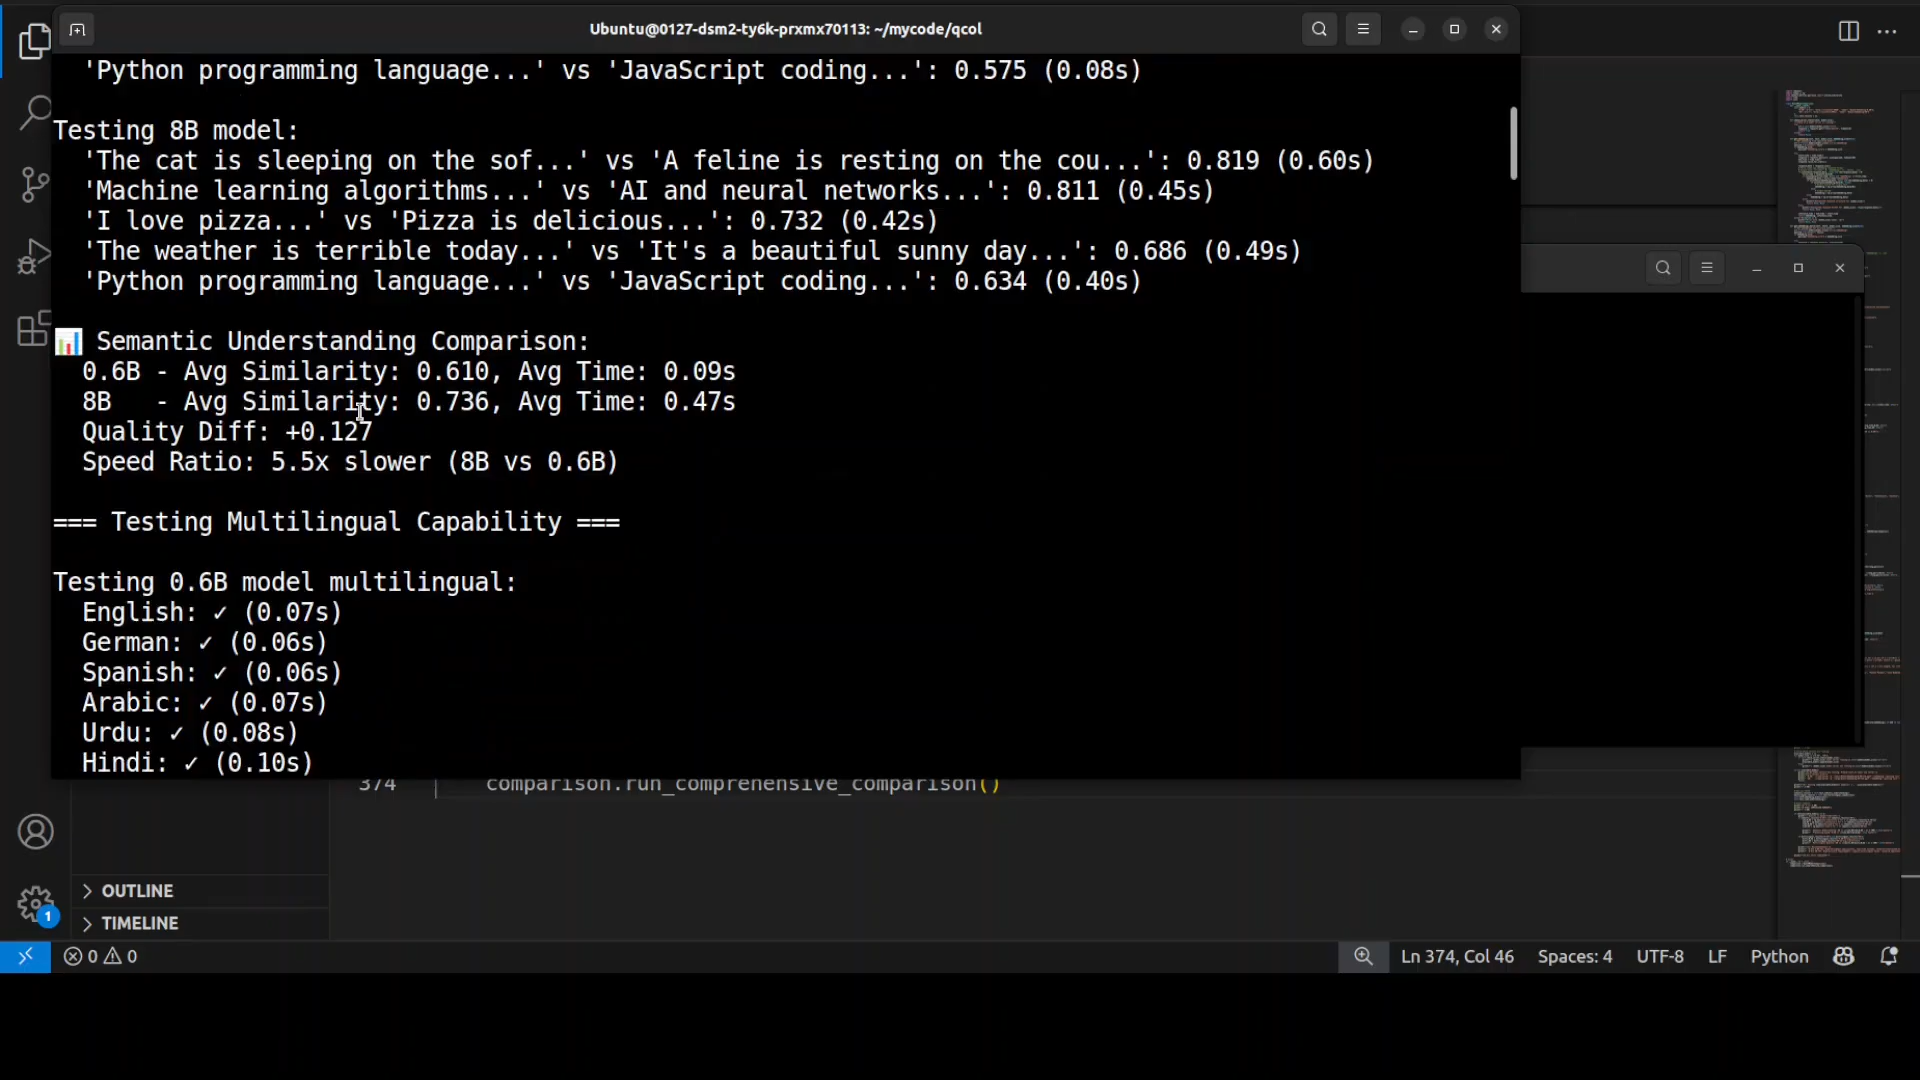 Ubuntu@0127-dsm2-ty6k-prxmx70113: ~/mycode/qcol
'Python programming language...' vs 'JavaScript coding...': 0.575 (0.08s)
Testing 8B model:
'The cat is sleeping on the sof...' vs 'A feline is resting on the cou...': 0.819 (0.60s)
'Machine learning algorithms...' vs 'AI and neural networks...': 0.811 (0.45s)
'I love pizza...' vs 'Pizza is delicious...': 0.732 (0.42s)
'The weather is terrible today...' vs 'It's a beautiful sunny day...': 0.686 (0.49s)
'Python programming language...' vs 'JavaScript coding...': 0.634 (0.40s)
📊 Semantic Understanding Comparison:
0.6B - Avg Similarity: 0.610, Avg Time: 0.09s
8B   - Avg Similarity: 0.736, Avg Time: 0.47s
Quality Diff: +0.127
Speed Ratio: 5.5x slower (8B vs 0.6B)
=== Testing Multilingual Capability ===
Testing 0.6B model multilingual:
English: ✓ (0.07s)
German: ✓ (0.06s)
Spanish: ✓ (0.06s)
Arabic: ✓ (0.07s)
Urdu: ✓ (0.08s)
Hindi: ✓ (0.10s)
374 comparison.run_comprehensive_comparison()
OUTLINE
1
TIMELINE
0 0 Ln 374, Col 46 Spaces: 4 UTF-8 LF Python